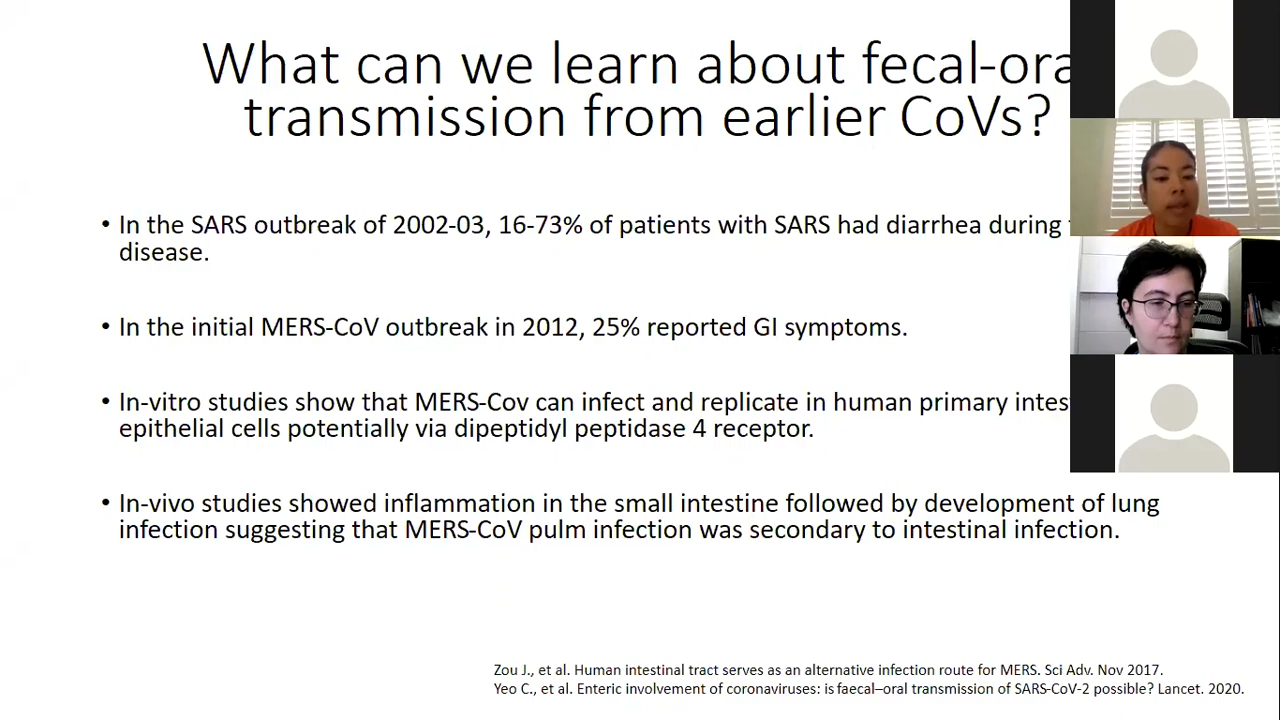 What can we learn about fecal-ora
transmission from earlier CoVs?
• In the SARS outbreak of 2002-03, 16-73% of patients with SARS had diarrhea during
disease.
• In the initial MERS-CoV outbreak in 2012, 25% reported GI symptoms.
• In-vitro studies show that MERS-Cov can infect and replicate in human primary intes
epithelial cells potentially via dipeptidyl peptidase 4 receptor.
• In-vivo studies showed inflammation in the small intestine followed by development of lung
infection suggesting that MERS-CoV pulm infection was secondary to intestinal infection.
Zou J., et al. Human intestinal tract serves as an alternative infection route for MERS. Sci Adv. Nov 2017.
Yeo C., et al. Enteric involvement of coronaviruses: is faecal–oral transmission of SARS-CoV-2 possible? Lancet. 2020.